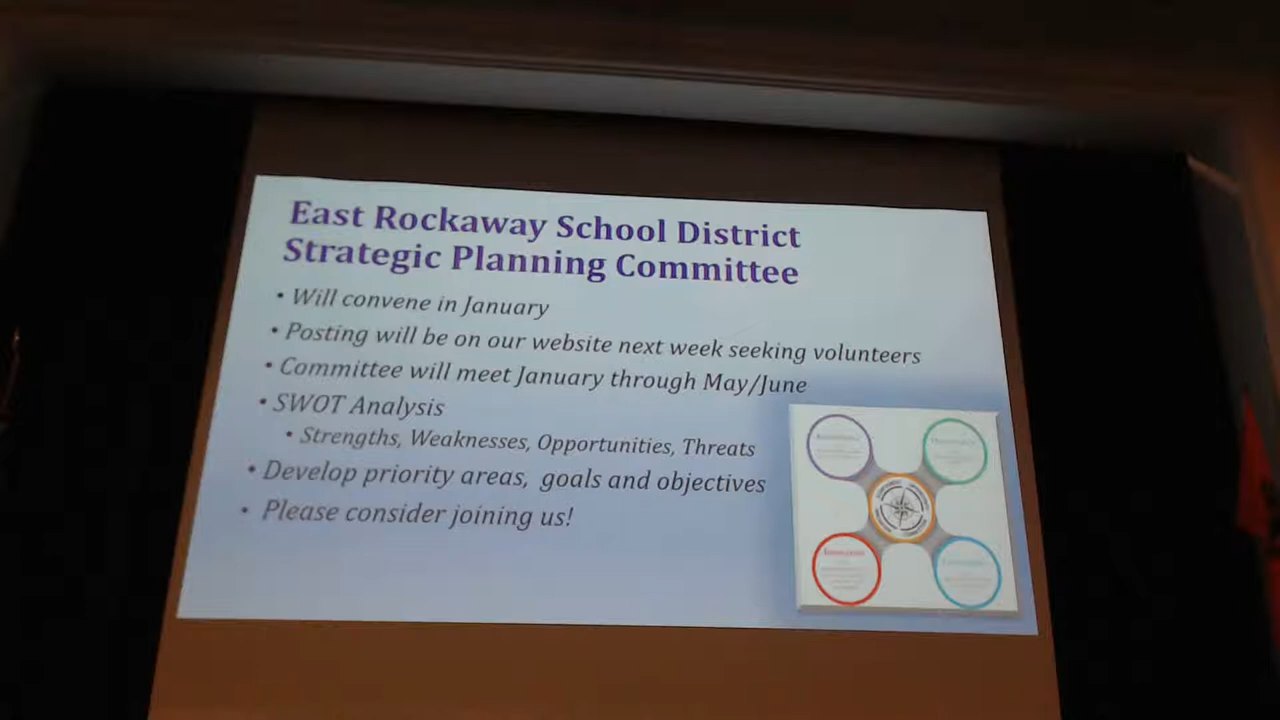 East Rockaway School District
Strategic Planning Committee
• Will convene in January
• Posting will be on our website next week seeking volunteers
• Committee will meet January through May/June
• SWOT Analysis
• Strengths, Weaknesses, Opportunities, Threats
• Develop priority areas, goals and objectives
• Please consider joining us!